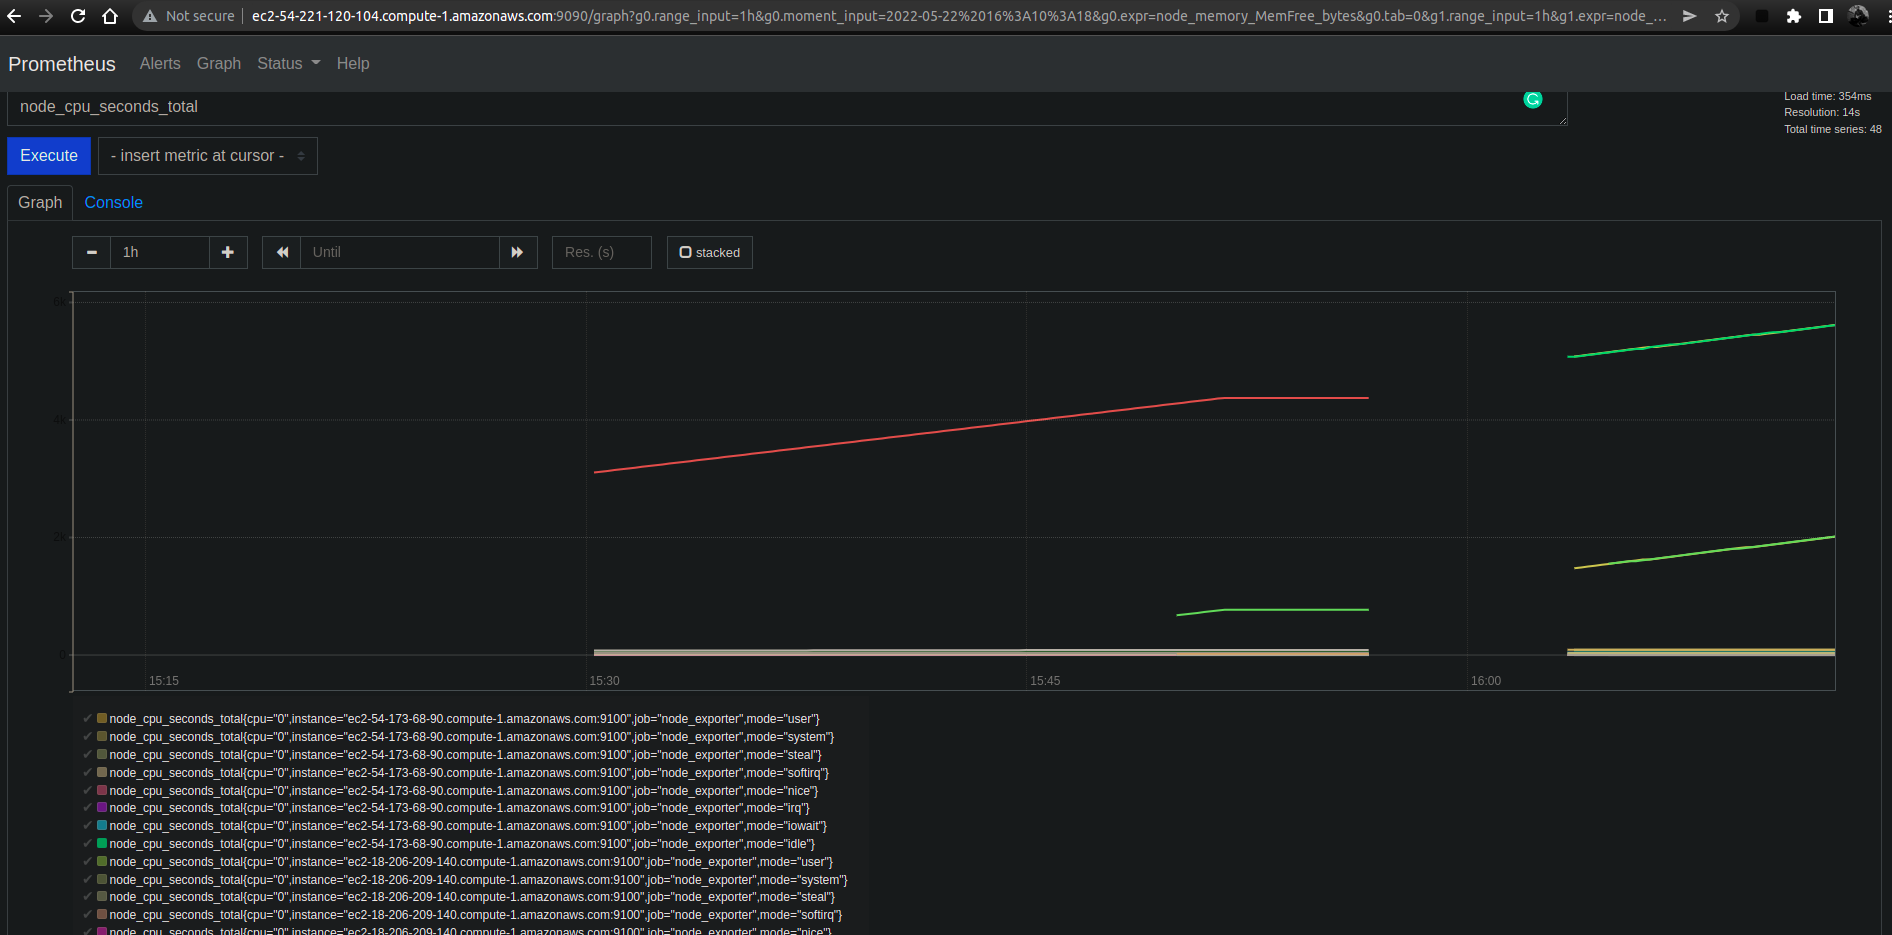 Not secure | ec2-54-221-120-104.compute-1.amazonaws.com:9090/graph?g0.range_input=1h&g0.moment_input=2022-05-22%2016%3A10%3A18&g0.expr=node_memory_MemFree_bytes&g0.tab=0&g1.range_input=1h&g1.expr=node_...
Prometheus Alerts Graph Status Help
node_cpu_seconds_total
Load time: 354ms
Resolution: 14s
Total time series: 48
Execute - insert metric at cursor -
Graph Console
1h Until Res. (s) stacked
6k
4k
2k
0
15:15 15:30 15:45 16:00
node_cpu_seconds_total{cpu="0",instance="ec2-54-173-68-90.compute-1.amazonaws.com:9100",job="node_exporter",mode="user"}
node_cpu_seconds_total{cpu="0",instance="ec2-54-173-68-90.compute-1.amazonaws.com:9100",job="node_exporter",mode="system"}
node_cpu_seconds_total{cpu="0",instance="ec2-54-173-68-90.compute-1.amazonaws.com:9100",job="node_exporter",mode="steal"}
node_cpu_seconds_total{cpu="0",instance="ec2-54-173-68-90.compute-1.amazonaws.com:9100",job="node_exporter",mode="softirq"}
node_cpu_seconds_total{cpu="0",instance="ec2-54-173-68-90.compute-1.amazonaws.com:9100",job="node_exporter",mode="nice"}
node_cpu_seconds_total{cpu="0",instance="ec2-54-173-68-90.compute-1.amazonaws.com:9100",job="node_exporter",mode="irq"}
node_cpu_seconds_total{cpu="0",instance="ec2-54-173-68-90.compute-1.amazonaws.com:9100",job="node_exporter",mode="iowait"}
node_cpu_seconds_total{cpu="0",instance="ec2-54-173-68-90.compute-1.amazonaws.com:9100",job="node_exporter",mode="idle"}
node_cpu_seconds_total{cpu="0",instance="ec2-18-206-209-140.compute-1.amazonaws.com:9100",job="node_exporter",mode="user"}
node_cpu_seconds_total{cpu="0",instance="ec2-18-206-209-140.compute-1.amazonaws.com:9100",job="node_exporter",mode="system"}
node_cpu_seconds_total{cpu="0",instance="ec2-18-206-209-140.compute-1.amazonaws.com:9100",job="node_exporter",mode="steal"}
node_cpu_seconds_total{cpu="0",instance="ec2-18-206-209-140.compute-1.amazonaws.com:9100",job="node_exporter",mode="softirq"}
node_cpu_seconds_total{cpu="0",instance="ec2-18-206-209-140.compute-1.amazonaws.com:9100",job="node_exporter",mode="nice"}